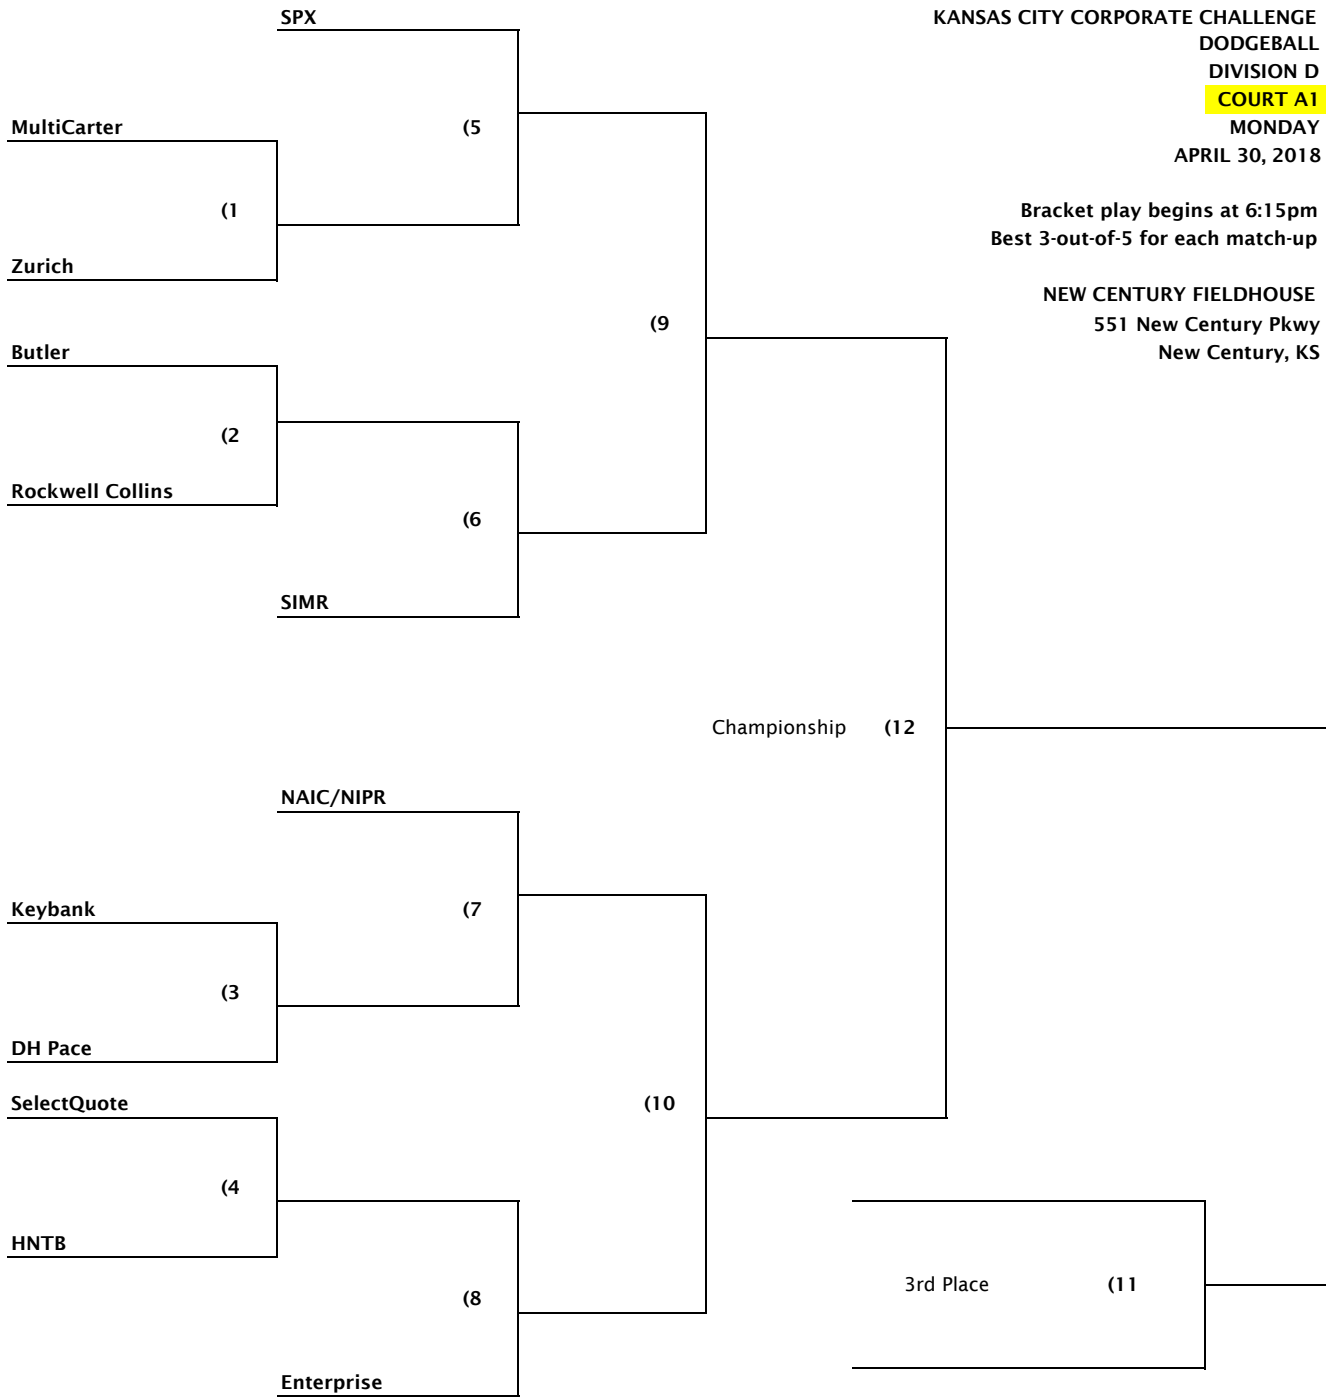 SPX
KANSAS CITY CORPORATE CHALLENGE
DODGEBALL
DIVISION D
COURT A1
MONDAY
APRIL 30, 2018
MultiCarter
(5
(1
Bracket play begins at 6:15pm
Best 3-out-of-5 for each match-up
Zurich
NEW CENTURY FIELDHOUSE
551 New Century Pkwy
New Century, KS
(9
Butler
(2
Rockwell Collins
(6
SIMR
Championship (12
NAIC/NIPR
Keybank
(7
(3
DH Pace
SelectQuote
(10
(4
HNTB
(8
3rd Place (11
Enterprise